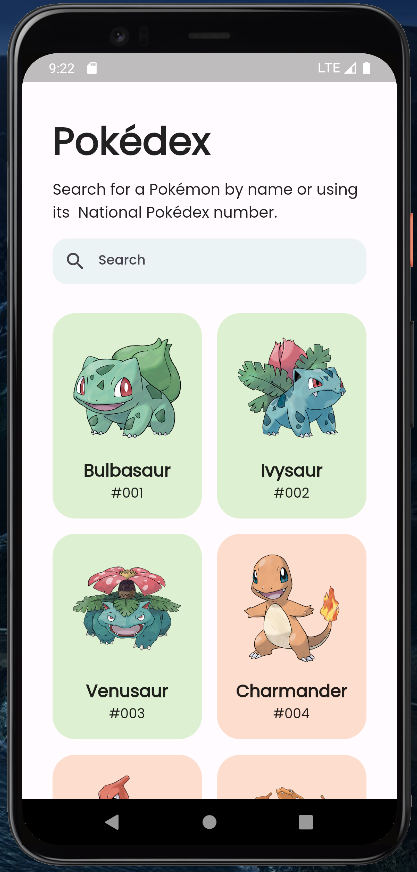 9:22 LTE
Pokédex
Search for a Pokémon by name or using
its  National Pokédex number.
Search
Bulbasaur
#001
Ivysaur
#002
Venusaur
#003
Charmander
#004